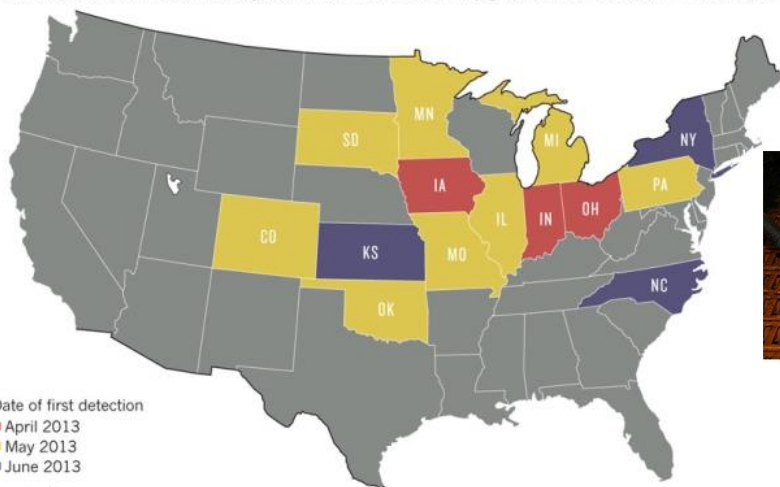 MN
SD
MI
NY
IA
PA
IL
IN
OH
CO
KS
MO
NC
OK
Date of first detection
April 2013
May 2013
June 2013